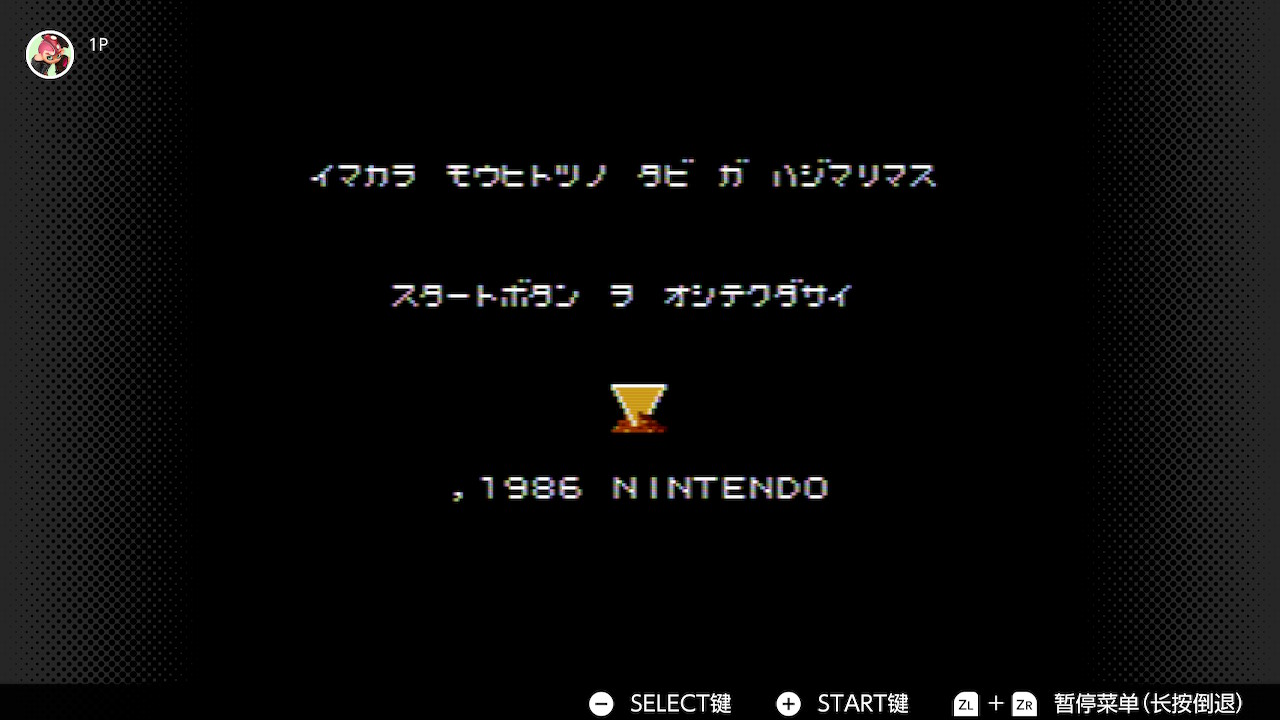 1P
イマカラ モウヒトツノ タビ ガ ハジマリマス
スタートボタン ヲ オシテクダサイ
,1986 NINTENDO
SELECT键 START键 ZL + ZR 暂停菜单(长按倒退)